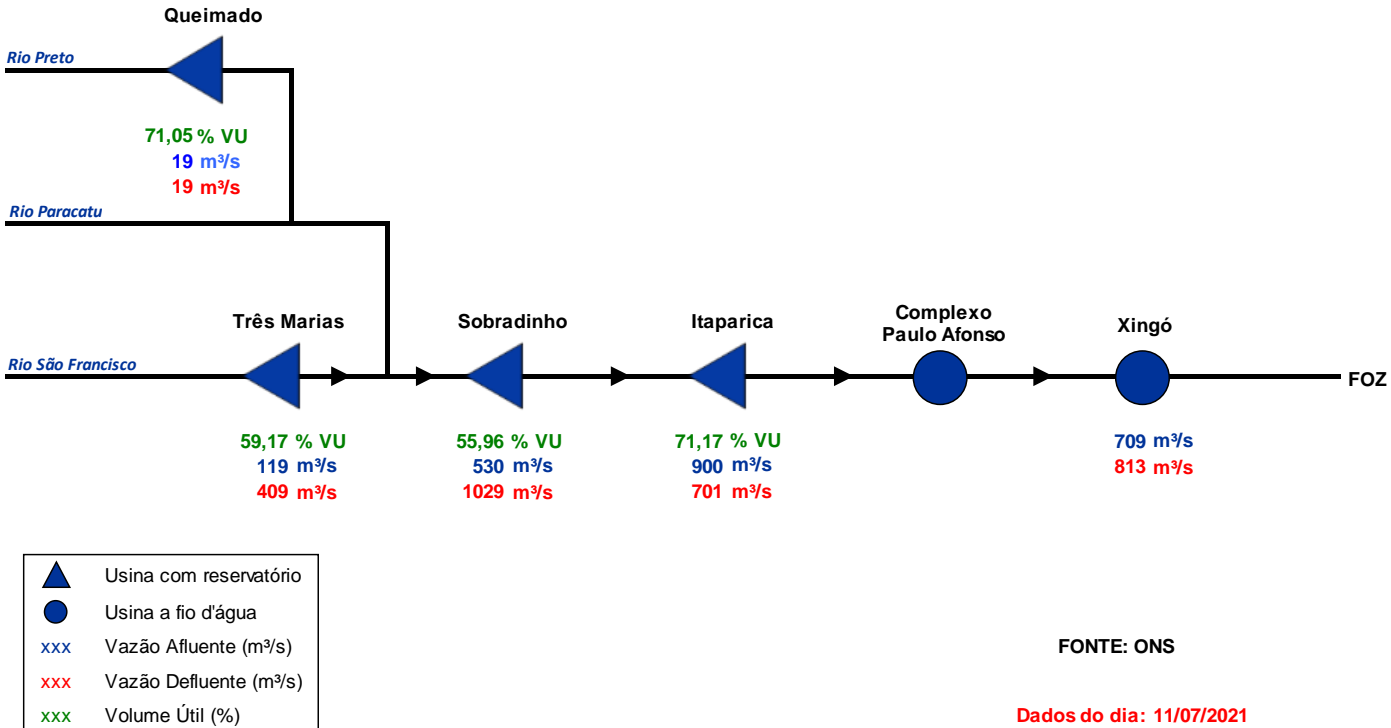 Queimado
Rio Preto
71,05 % VU
19 m³/s
19 m³/s
Rio Paracatu
Três Marias
Sobradinho
Itaparica
Complexo
Paulo Afonso
Xingó
Rio São Francisco
FOZ
59,17 % VU
119 m³/s
409 m³/s
55,96 % VU
530 m³/s
1029 m³/s
71,17 % VU
900 m³/s
701 m³/s
709 m³/s
813 m³/s
Usina com reservatório
Usina a fio d'água
xxx Vazão Afluente (m³/s)
xxx Vazão Defluente (m³/s)
xxx Volume Útil (%)
FONTE: ONS
Dados do dia: 11/07/2021